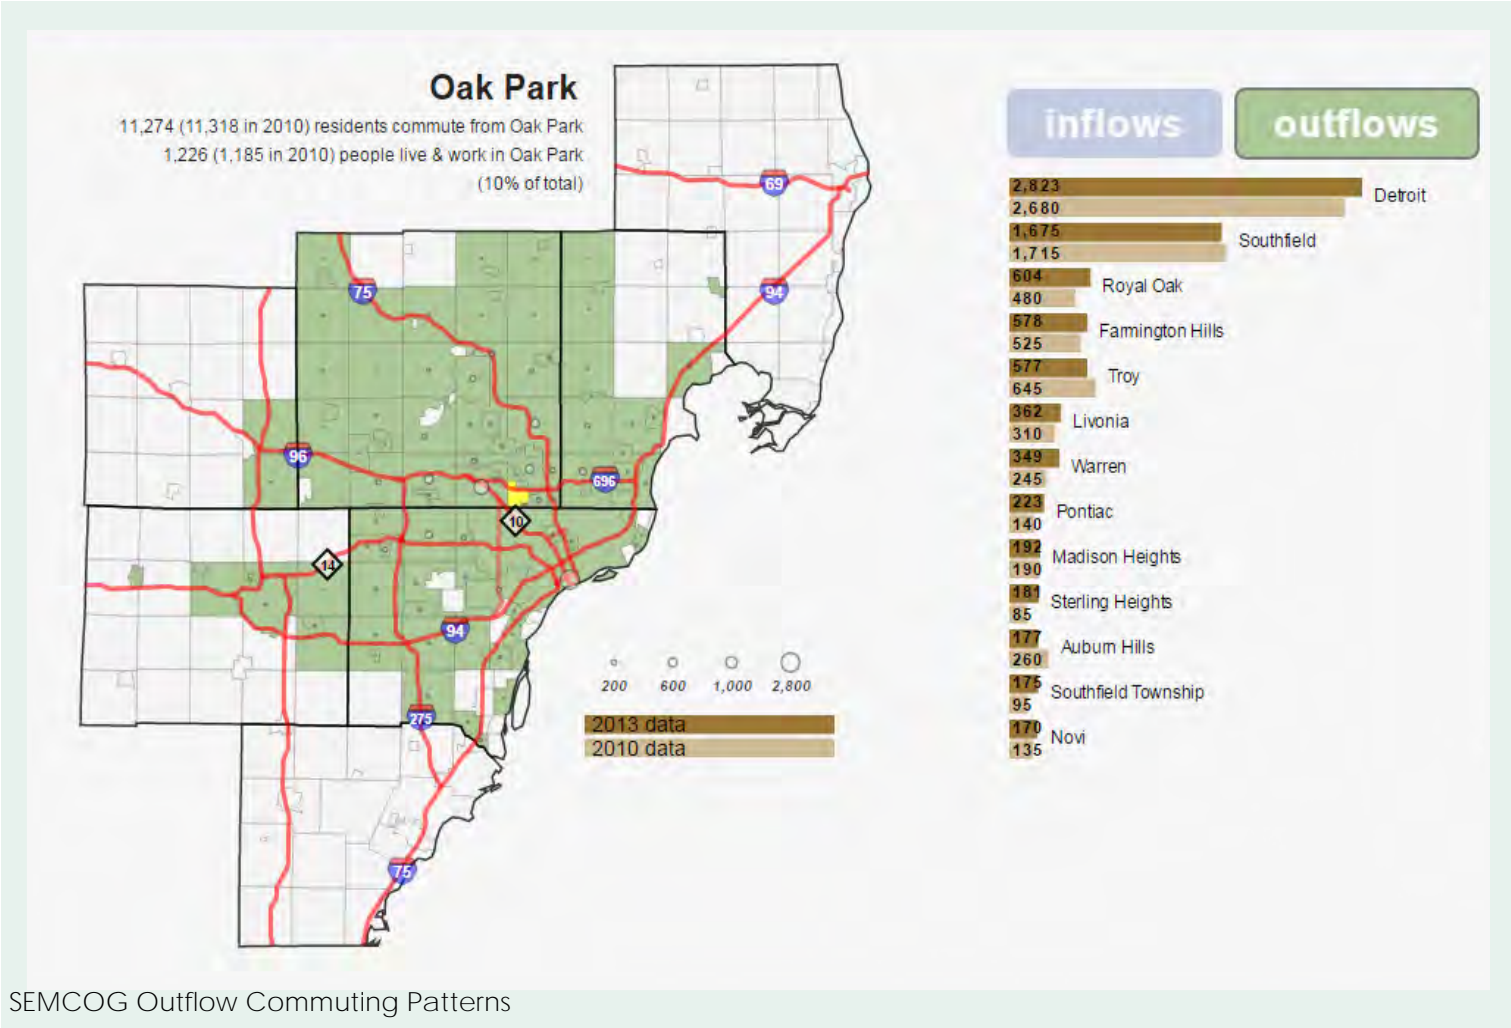 Oak Park
11,274 (11,318 in 2010) residents commute from Oak Park
1,226 (1,185 in 2010) people live & work in Oak Park
(10% of total)
inflows
outflows
2,823
Detroit
2,680
1,675
Southfield
1,715
604
Royal Oak
480
578
Farmington Hills
525
577
Troy
645
362
Livonia
310
349
Warren
245
223
Pontiac
140
192
Madison Heights
190
181
Sterling Heights
85
177
Auburn Hills
260
175
Southfield Township
95
170
Novi
135
69
75
94
96
696
10
14
94
275
75
200 600 1,000 2,800
2013 data
2010 data
SEMCOG Outflow Commuting Patterns